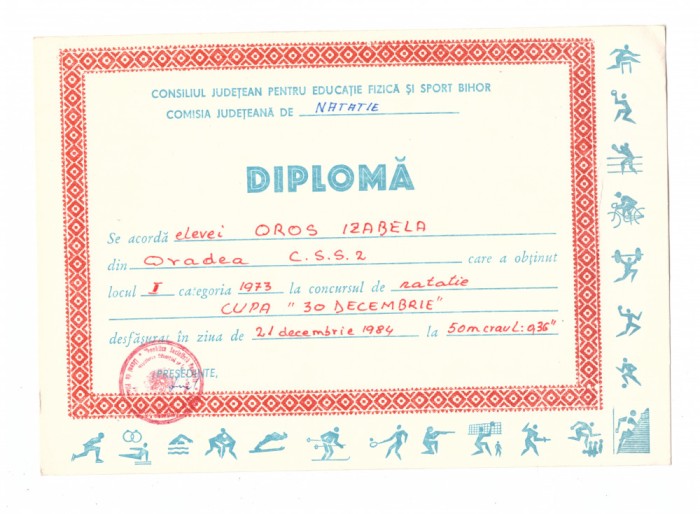 CONSILIUL JUDEȚEAN PENTRU EDUCAȚIE FIZICĂ ȘI SPORT BIHOR
COMISIA JUDEȚEANĂ DE NATAȚIE
DIPLOMĂ
Se acordă elevei OROS IZABELA
din Oradea C.S.S.2 care a obținut
locul I categoria 1973 la concursul de natatie
CUPA "30 DECEMBRIE"
desfășurat în ziua de 21 decembrie 1984 la 50m craul: 0,36"
PREȘEDINTE,